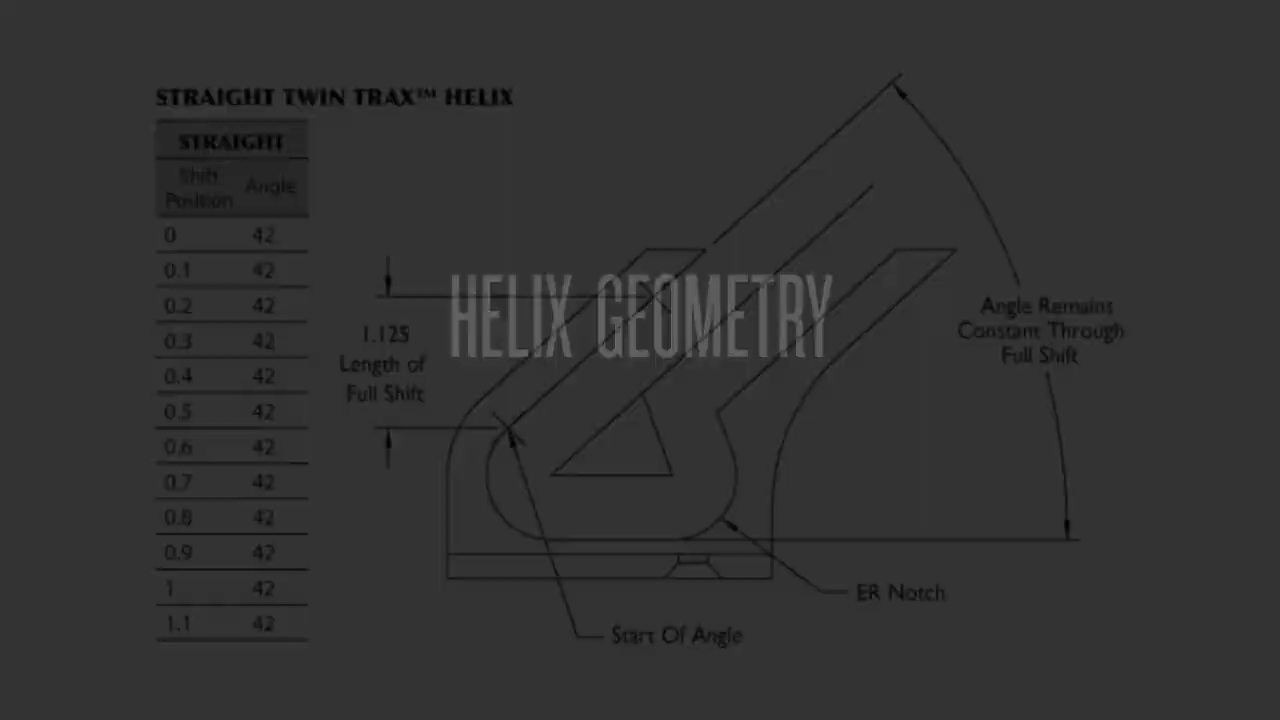 STRAIGHT TWIN TRAX™ HELIX
STRAIGHT
Shift
Position
Angle
0 42
0.1 42
0.2 42
0.3 42
0.4 42
0.5 42
0.6 42
0.7 42
0.8 42
0.9 42
1 42
1.1 42
1.125
Length of
Full Shift
HELIX GEOMETRY
Angle Remains
Constant Through
Full Shift
ER Notch
Start Of Angle